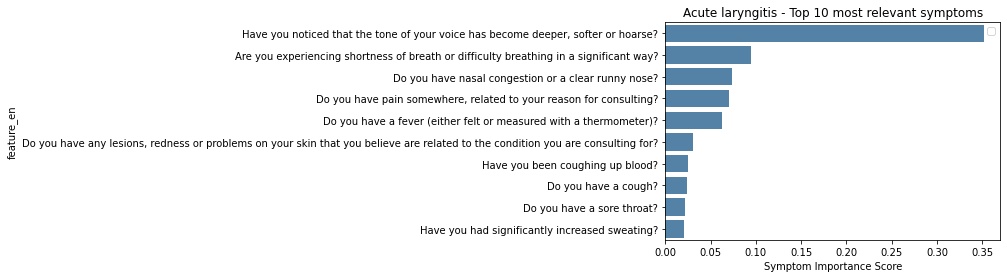 Acute laryngitis - Top 10 most relevant symptoms
feature_en
Have you noticed that the tone of your voice has become deeper, softer or hoarse?
Are you experiencing shortness of breath or difficulty breathing in a significant way?
Do you have nasal congestion or a clear runny nose?
Do you have pain somewhere, related to your reason for consulting?
Do you have a fever (either felt or measured with a thermometer)?
Do you have any lesions, redness or problems on your skin that you believe are related to the condition you are consulting for?
Have you been coughing up blood?
Do you have a cough?
Do you have a sore throat?
Have you had significantly increased sweating?
0.00 0.05 0.10 0.15 0.20 0.25 0.30 0.35
Symptom Importance Score